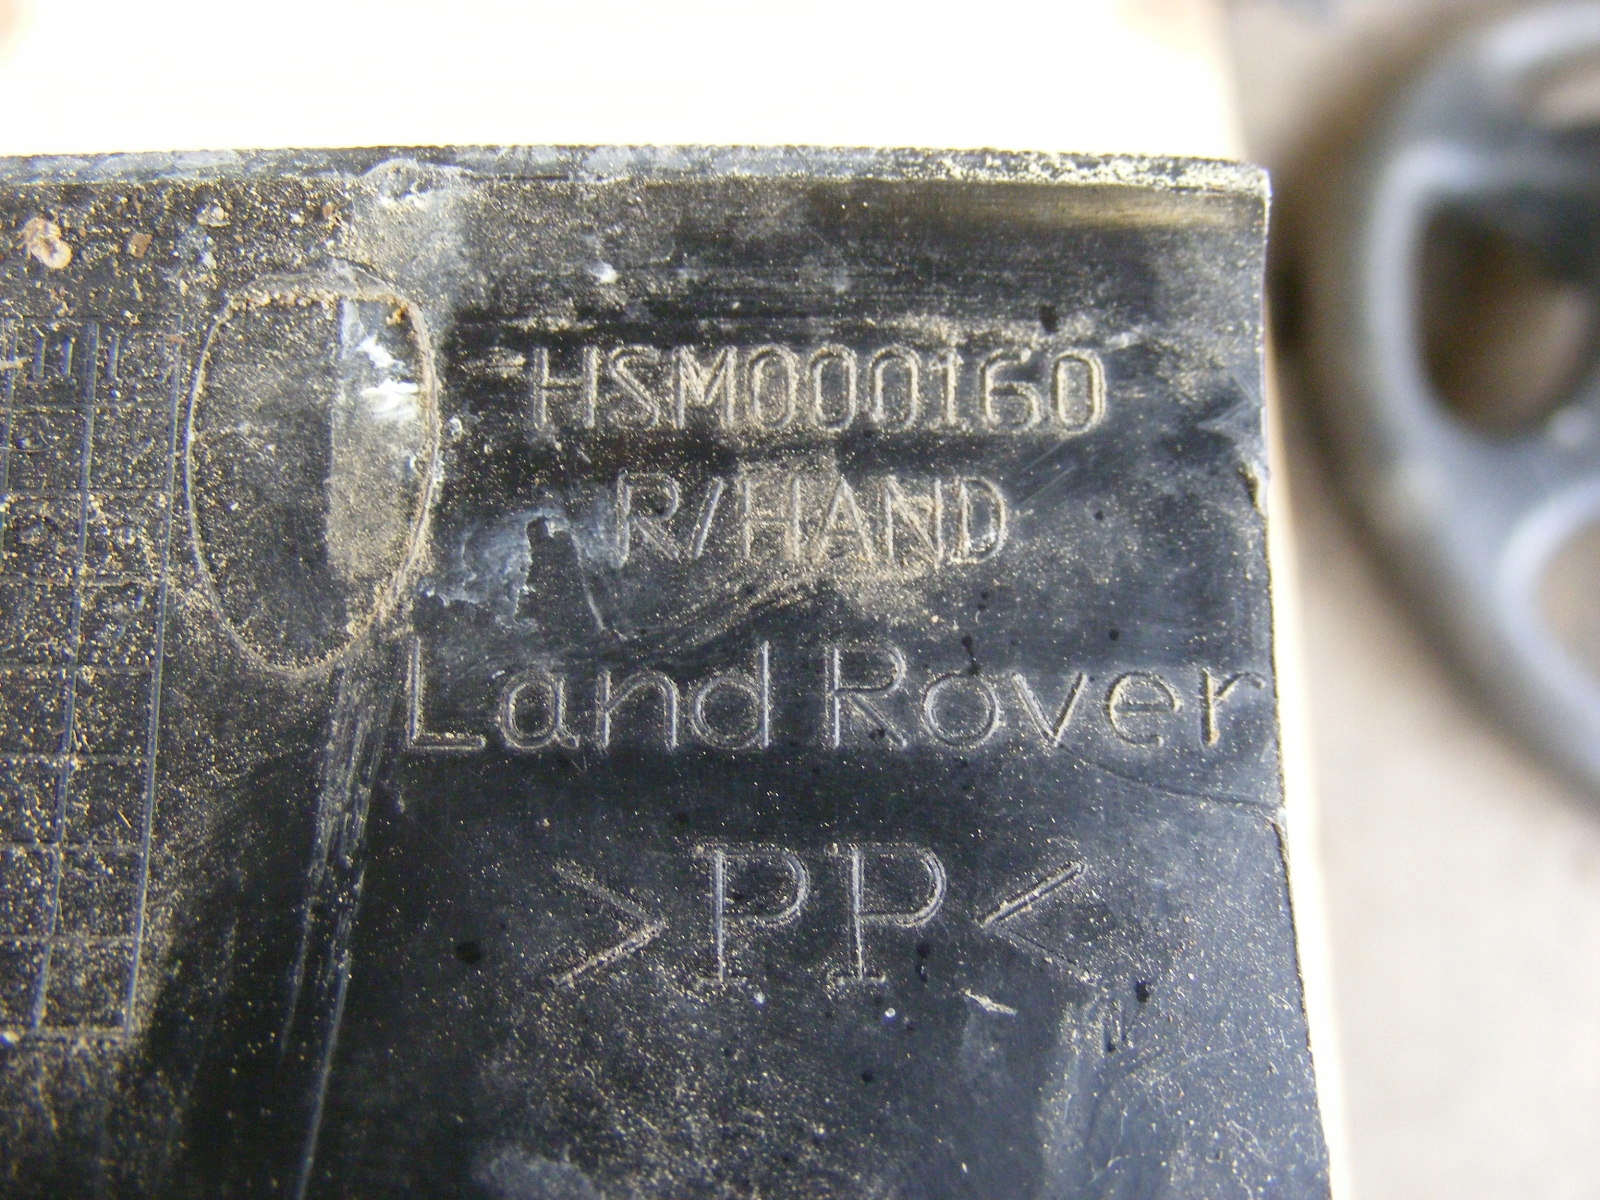 HSM000160
R/HAND
Land Rover
>PP<